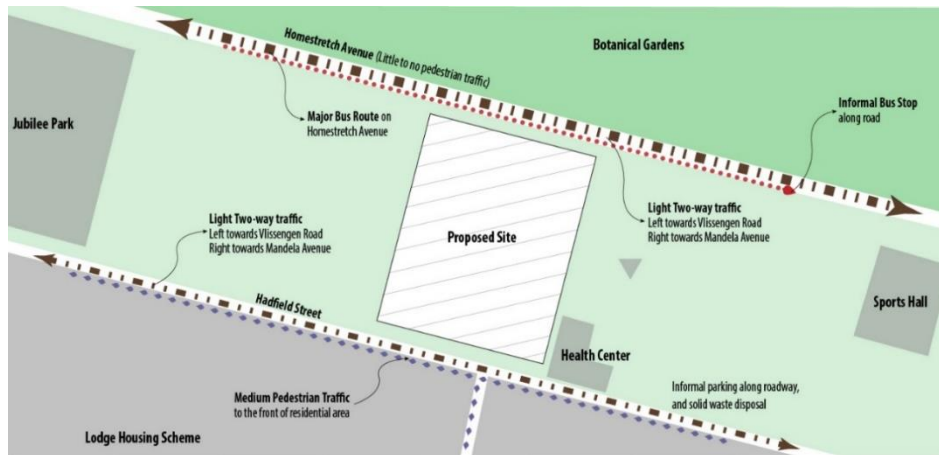 Homestretch Avenue (Little to no pedestrian traffic)
Botanical Gardens
Jubilee Park
Major Bus Route on
Homestretch Avenue
Informal Bus Stop
along road
Light Two-way traffic
Left towards Vlissengen Road
Right towards Mandela Avenue
Proposed Site
Light Two-way traffic
Left towards Vlissengen Road
Right towards Mandela Avenue
Hadfield Street
Sports Hall
Health Center
Medium Pedestrian Traffic
to the front of residential area
Informal parking along roadway,
and solid waste disposal
Lodge Housing Scheme